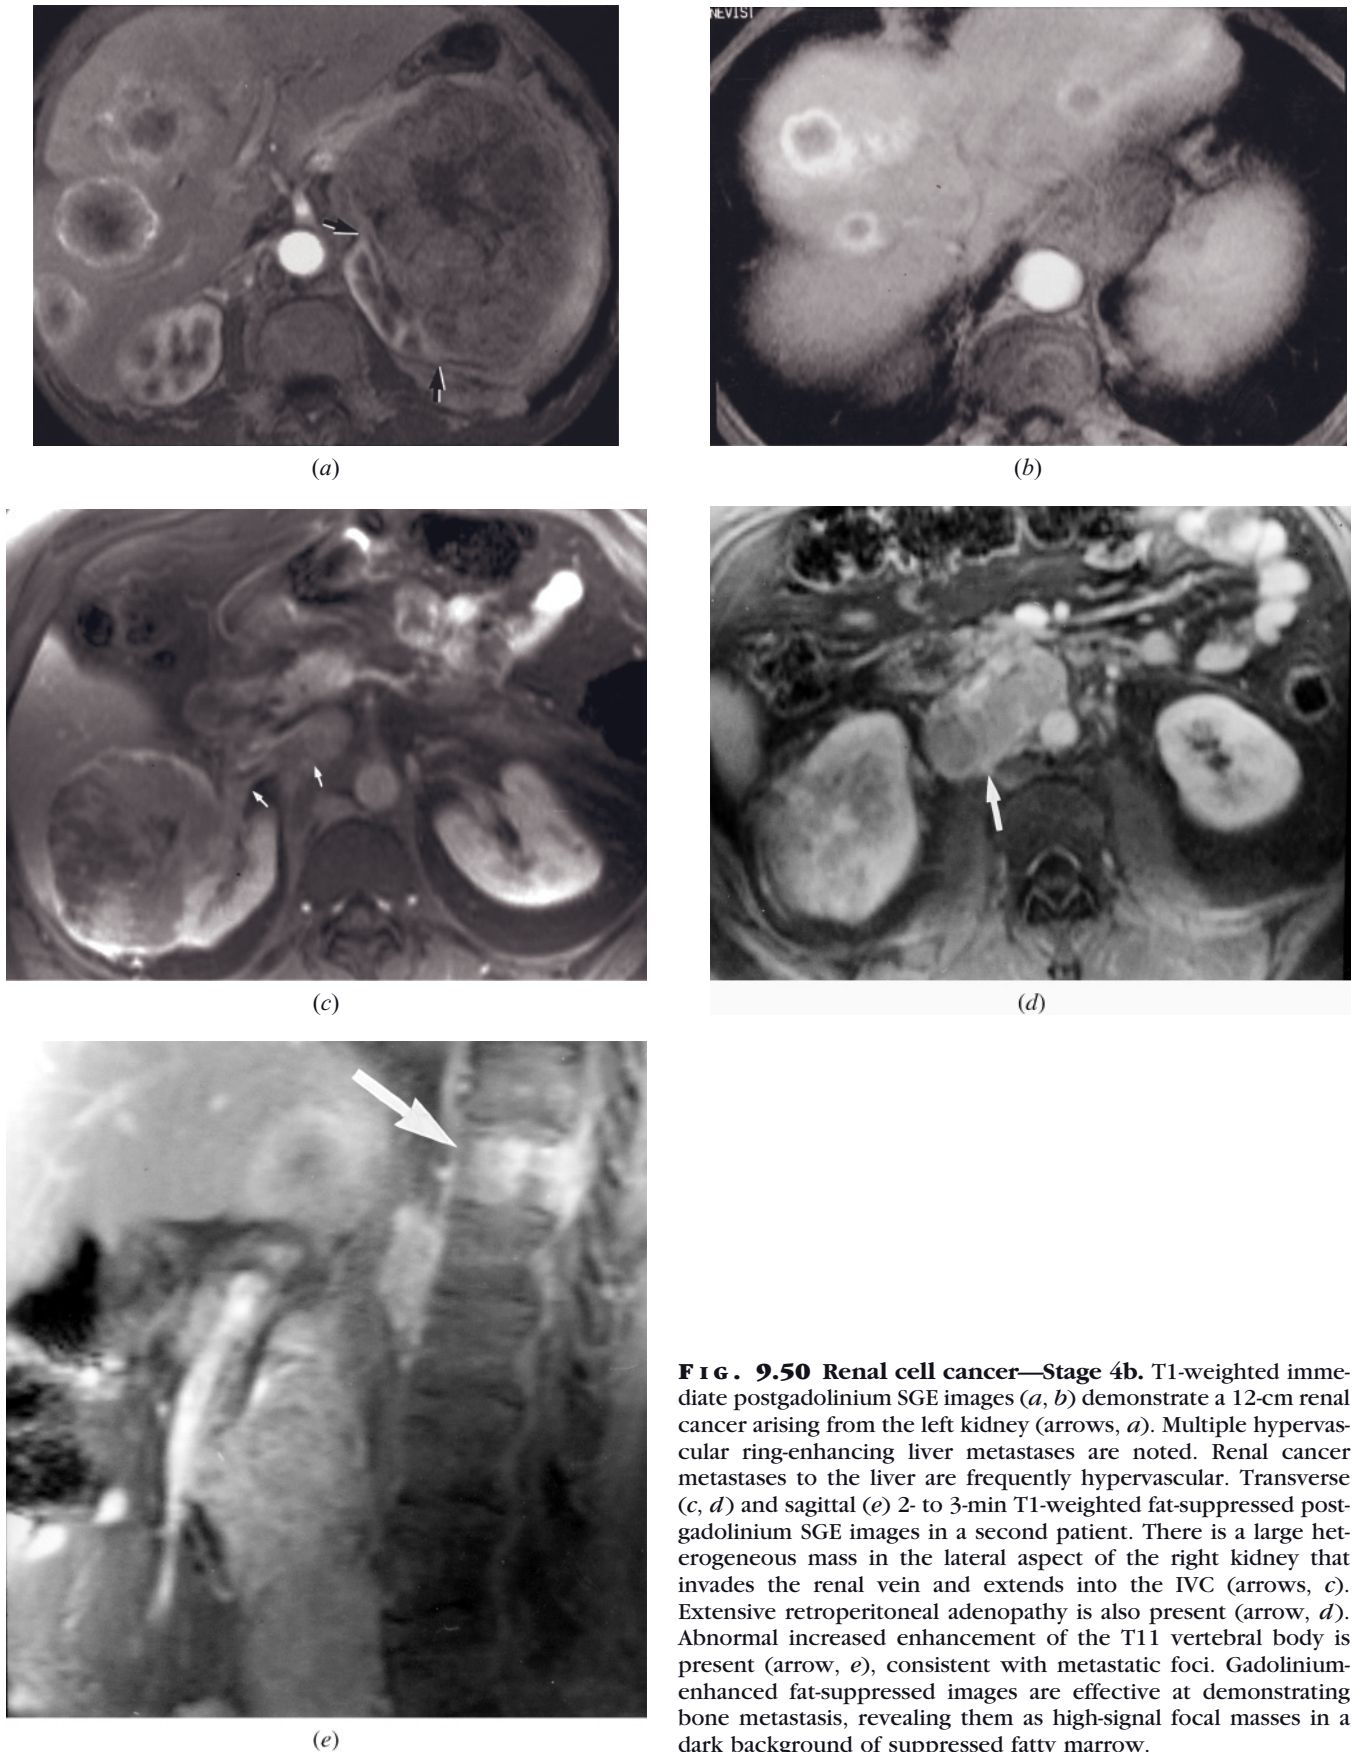 NEVIST
(a)
(b)
(c)
(d)
(e)
FIG. 9.50 Renal cell cancer—Stage 4b. T1-weighted imme-
diate postgadolinium SGE images (a, b) demonstrate a 12-cm renal
cancer arising from the left kidney (arrows, a). Multiple hypervas-
cular ring-enhancing liver metastases are noted. Renal cancer
metastases to the liver are frequently hypervascular. Transverse
(c, d) and sagittal (e) 2- to 3-min T1-weighted fat-suppressed post-
gadolinium SGE images in a second patient. There is a large het-
erogeneous mass in the lateral aspect of the right kidney that
invades the renal vein and extends into the IVC (arrows, c).
Extensive retroperitoneal adenopathy is also present (arrow, d).
Abnormal increased enhancement of the T11 vertebral body is
present (arrow, e), consistent with metastatic foci. Gadolinium-
enhanced fat-suppressed images are effective at demonstrating
bone metastasis, revealing them as high-signal focal masses in a
dark background of suppressed fatty marrow.